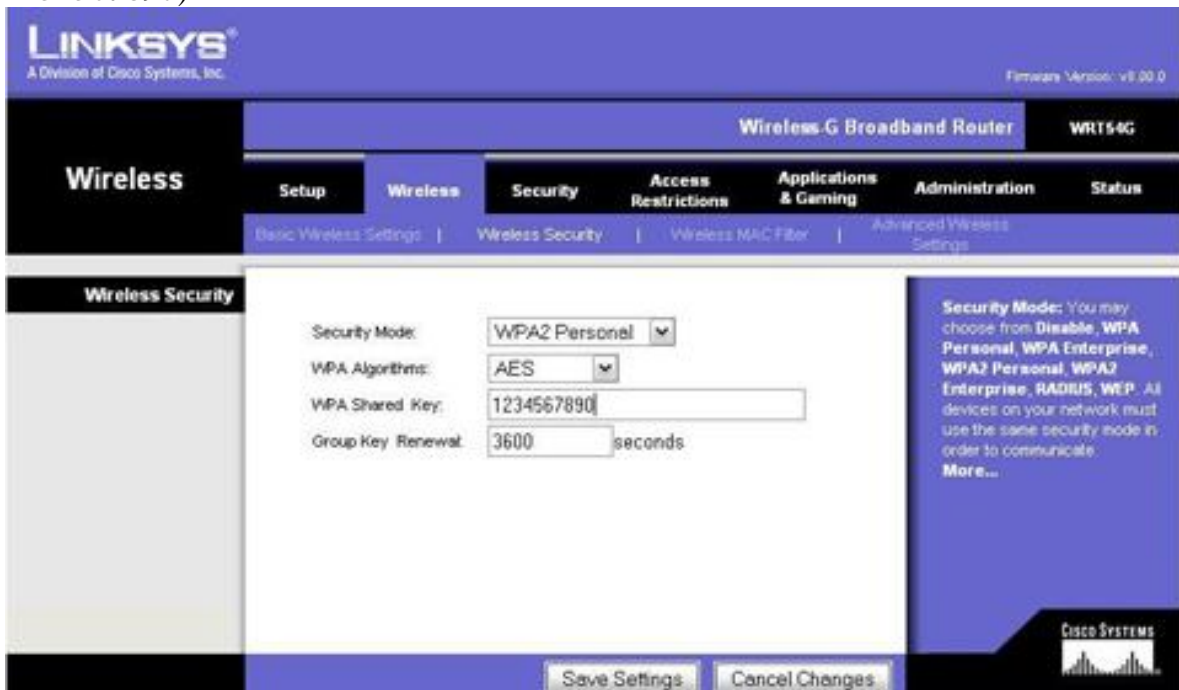 LINKSYS®
A Division of Cisco Systems, Inc.
Firmware Version: v8.00.0
Wireless-G Broadband Router
WRT54G
Wireless
Setup
Wireless
Security
Access Restrictions
Applications & Gaming
Administration
Status
Basic Wireless Settings | Wireless Security | Wireless MAC Filter | Advanced Wireless Settings
Wireless Security
Security Mode: WPA2 Personal
WPA Algorithms: AES
WPA Shared Key: 1234567890
Group Key Renewal: 3600 seconds
Security Mode: You may
choose from Disable, WPA
Personal, WPA Enterprise,
WPA2 Personal, WPA2
Enterprise, RADIUS, WEP. All
devices on your network must
use the same security mode in
order to communicate.
More...
CISCO SYSTEMS
Save Settings
Cancel Changes